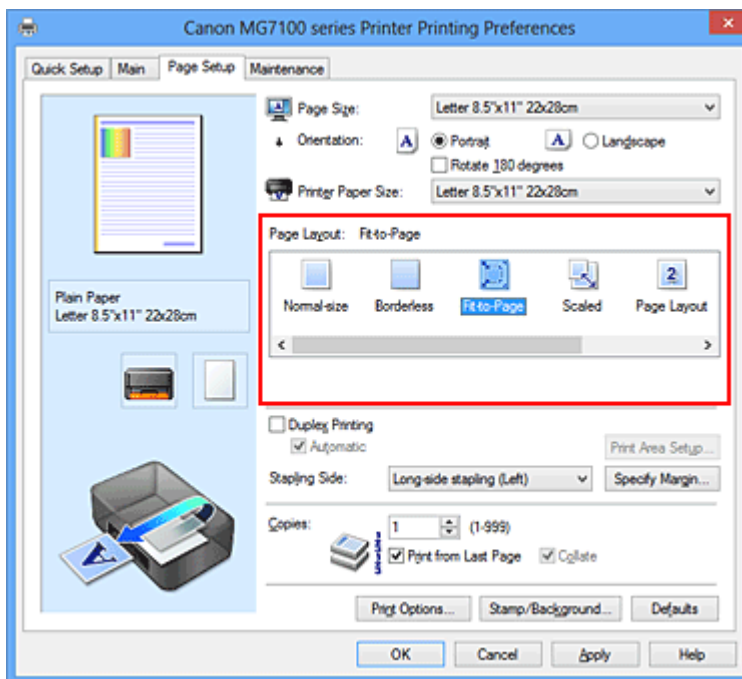 Canon MG7100 series Printer Printing Preferences
Quick Setup Main Page Setup Maintenance
Page Size: Letter 8.5"x11" 22x28cm
Orientation: A Portrait A Landscape
Rotate 180 degrees
Printer Paper Size: Letter 8.5"x11" 22x28cm
Page Layout: Fit-to-Page
2
Normal-size Borderless Fit-to-Page Scaled Page Layout
Plain Paper
Letter 8.5"x11" 22x28cm
Duplex Printing
Automatic
Print Area Setup...
Stapling Side: Long-side stapling (Left) Specify Margin...
Copies: 1 (1-999)
Print from Last Page Collate
A
Print Options... Stamp/Background... Defaults
OK Cancel Apply Help